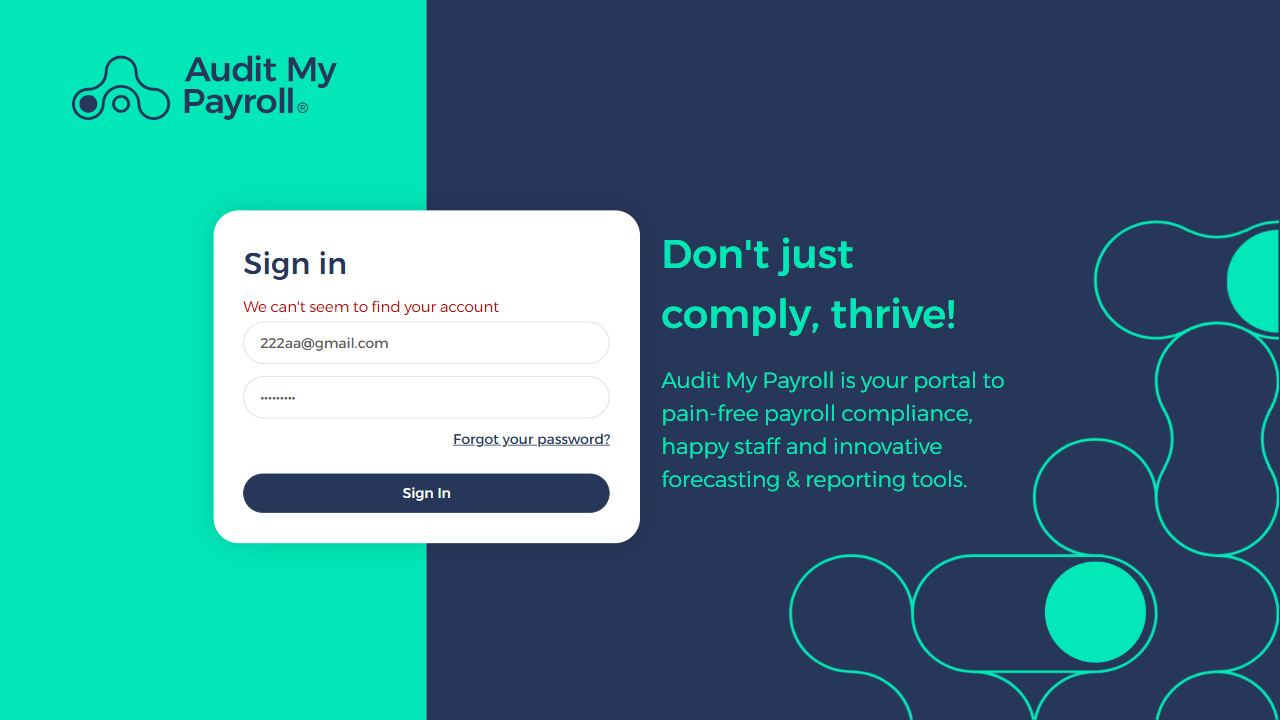 Audit My
Payroll®
Sign in
We can't seem to find your account
222aa@gmail.com
•••••••••
Forgot your password?
Sign In
Don't just
comply, thrive!
Audit My Payroll is your portal to
pain-free payroll compliance,
happy staff and innovative
forecasting & reporting tools.